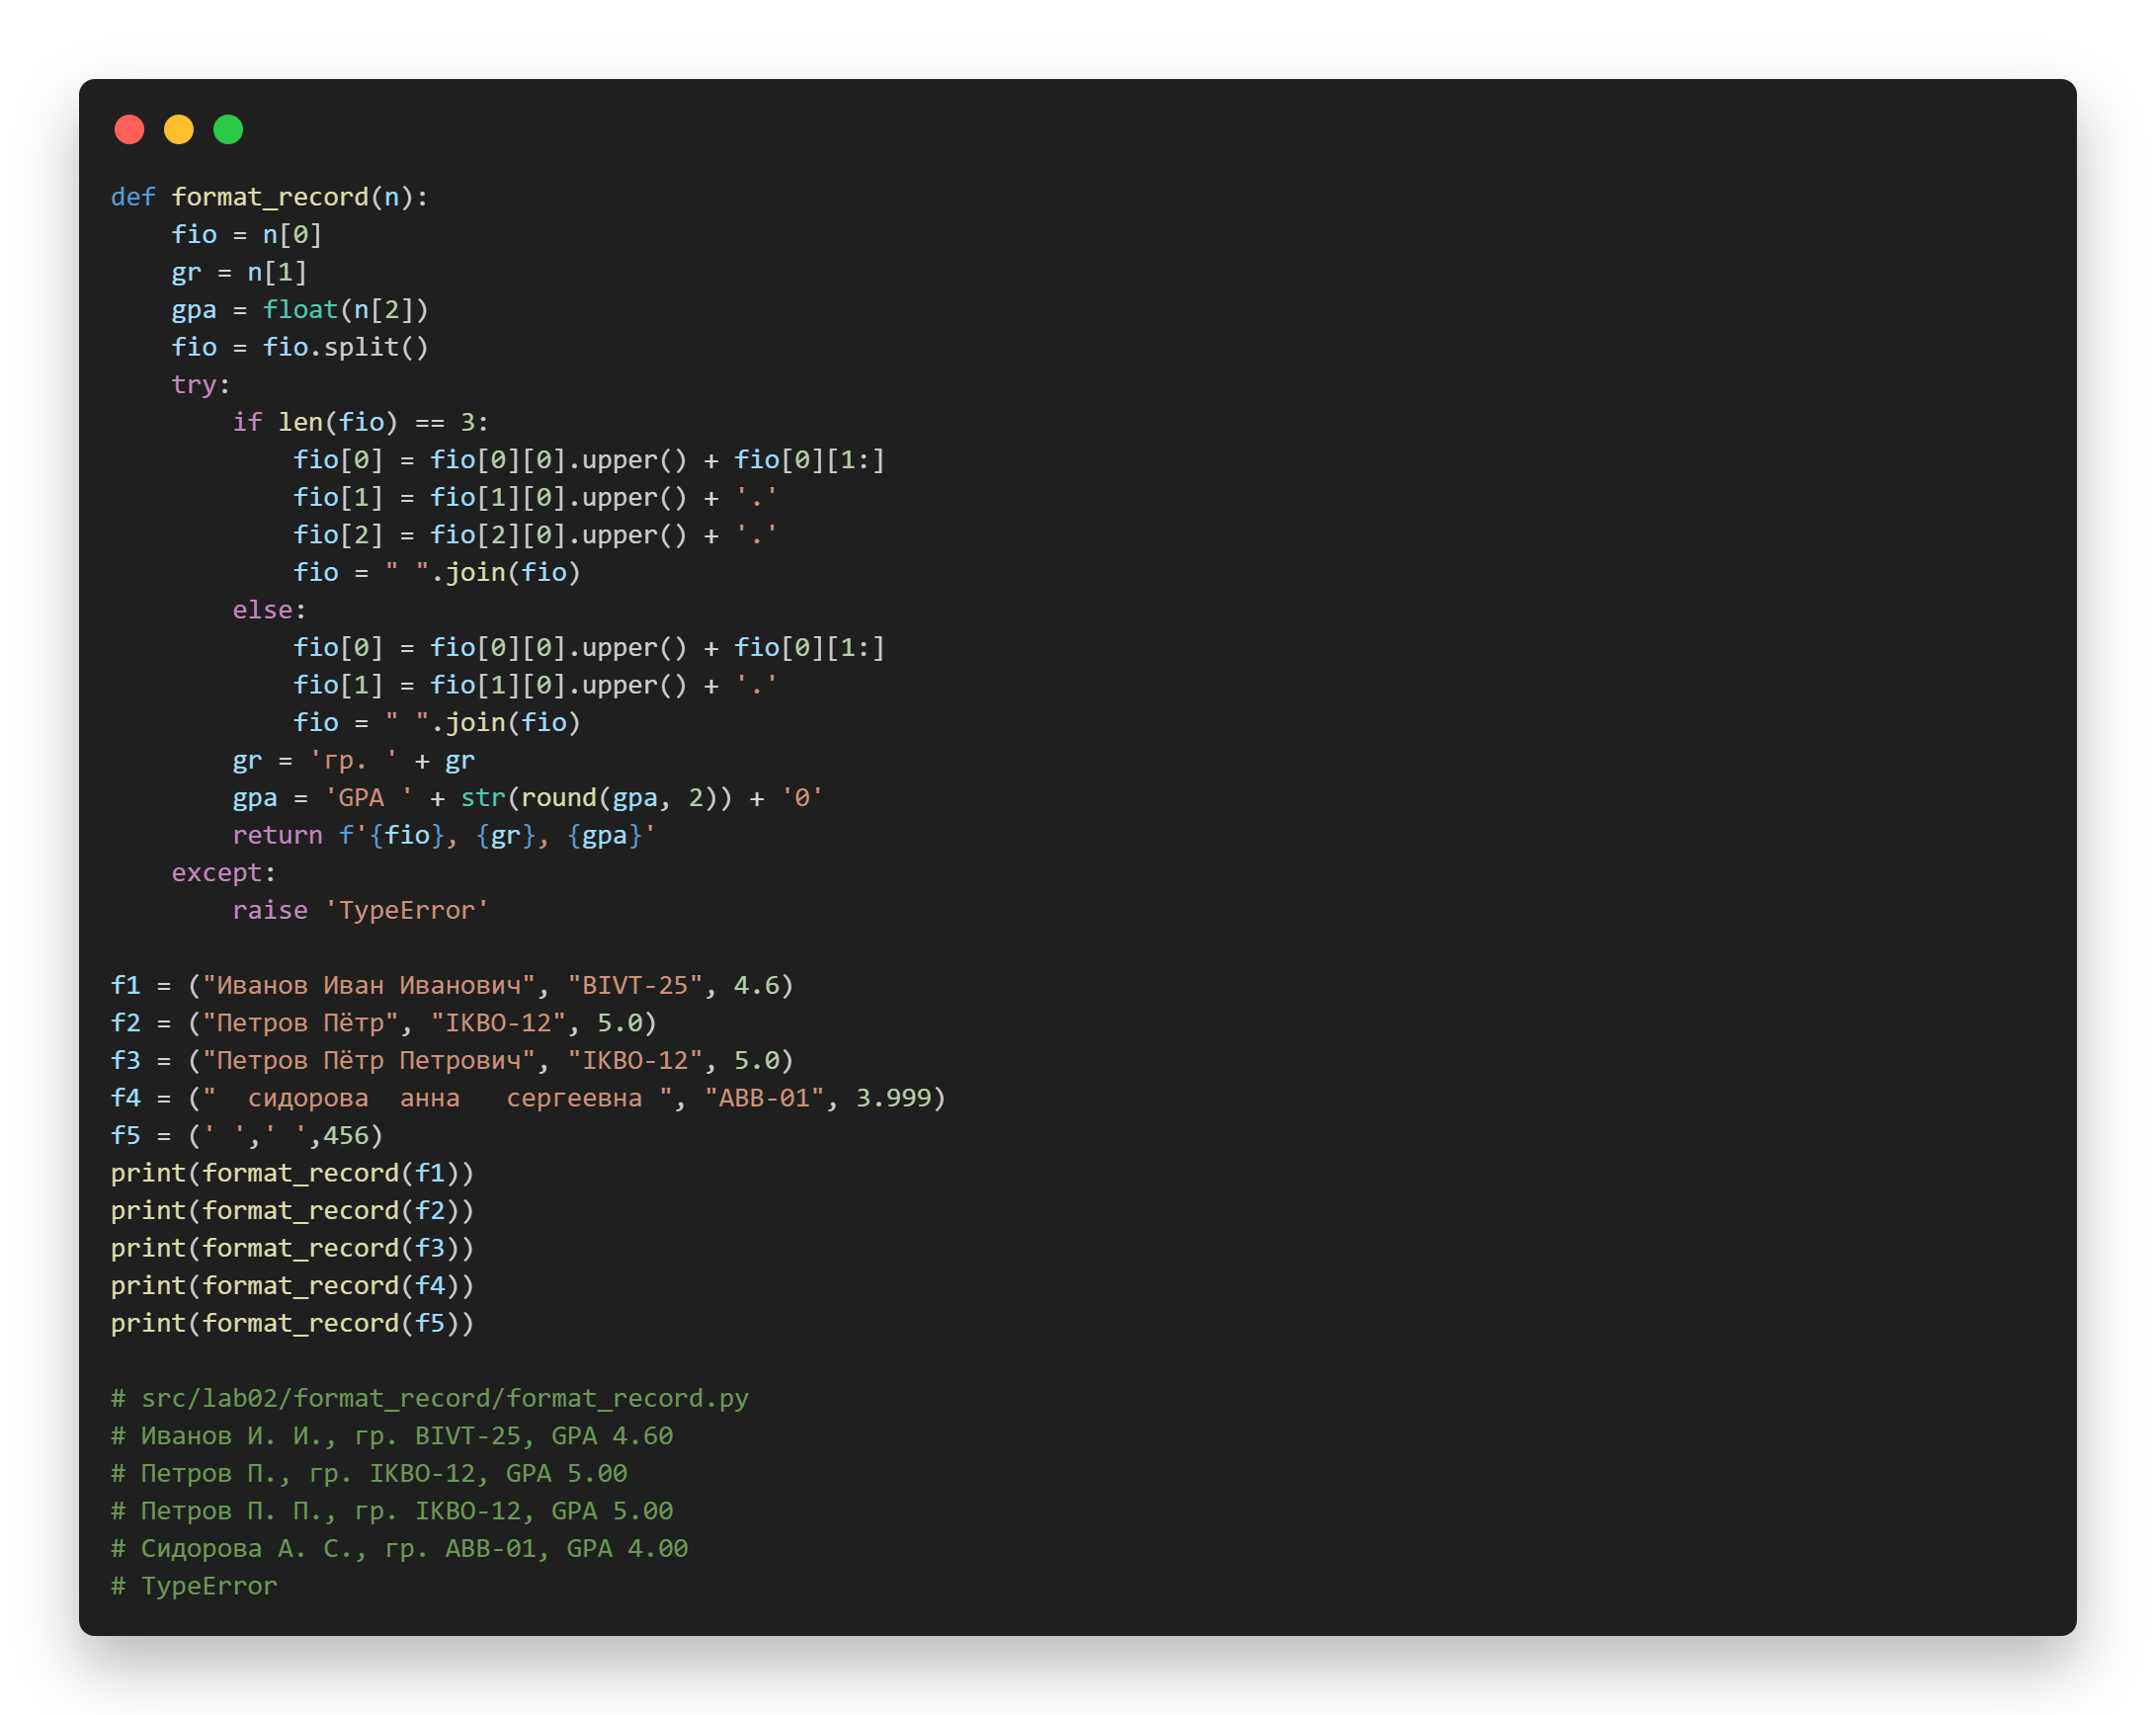 def format_record(n):
    fio = n[0]
    gr = n[1]
    gpa = float(n[2])
    fio = fio.split()
    try:
        if len(fio) == 3:
            fio[0] = fio[0][0].upper() + fio[0][1:]
            fio[1] = fio[1][0].upper() + '.'
            fio[2] = fio[2][0].upper() + '.'
            fio = " ".join(fio)
        else:
            fio[0] = fio[0][0].upper() + fio[0][1:]
            fio[1] = fio[1][0].upper() + '.'
            fio = " ".join(fio)
        gr = 'гр. ' + gr
        gpa = 'GPA ' + str(round(gpa, 2)) + '0'
        return f'{fio}, {gr}, {gpa}'
    except:
        raise 'TypeError'

f1 = ("Иванов Иван Иванович", "BIVT-25", 4.6)
f2 = ("Петров Пётр", "IKBO-12", 5.0)
f3 = ("Петров Пётр Петрович", "IKBO-12", 5.0)
f4 = ("  сидорова  анна   сергеевна ", "ABB-01", 3.999)
f5 = (' ',' ',456)
print(format_record(f1))
print(format_record(f2))
print(format_record(f3))
print(format_record(f4))
print(format_record(f5))

# src/lab02/format_record/format_record.py
# Иванов И. И., гр. BIVT-25, GPA 4.60
# Петров П., гр. IKBO-12, GPA 5.00
# Петров П. П., гр. IKBO-12, GPA 5.00
# Сидорова А. С., гр. ABB-01, GPA 4.00
# TypeError